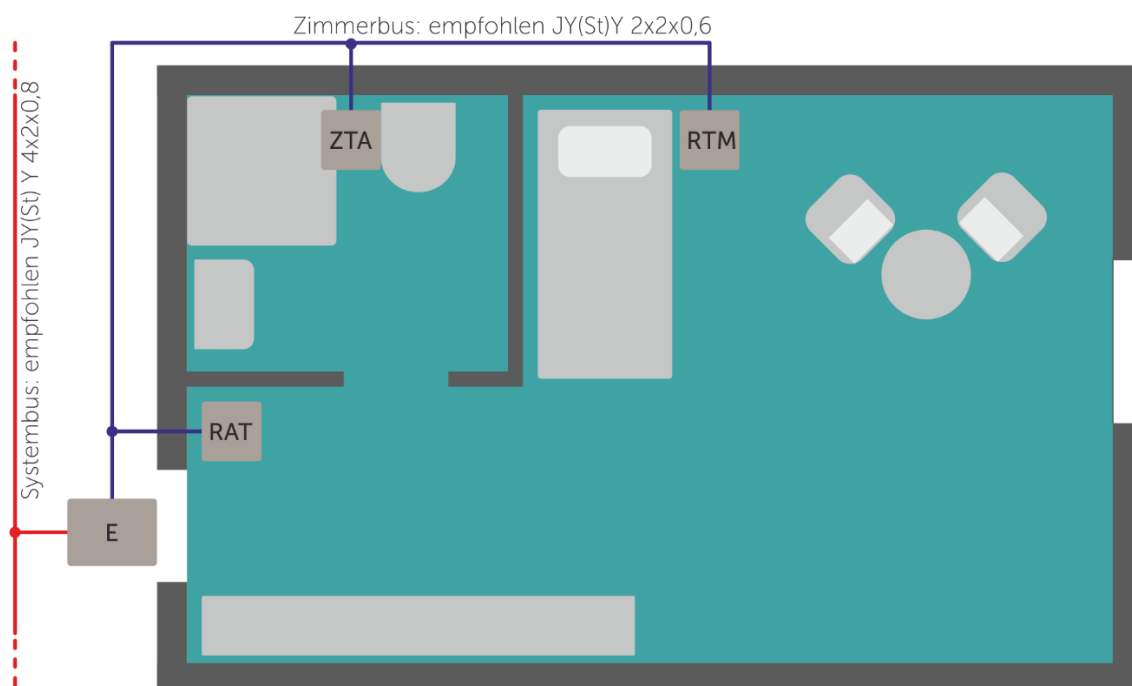 Zimmerbus: empfohlen JY(St)Y 2x2x0,6
Systembus: empfohlen JY(St) Y 4x2x0,8
ZTA
RTM
RAT
E